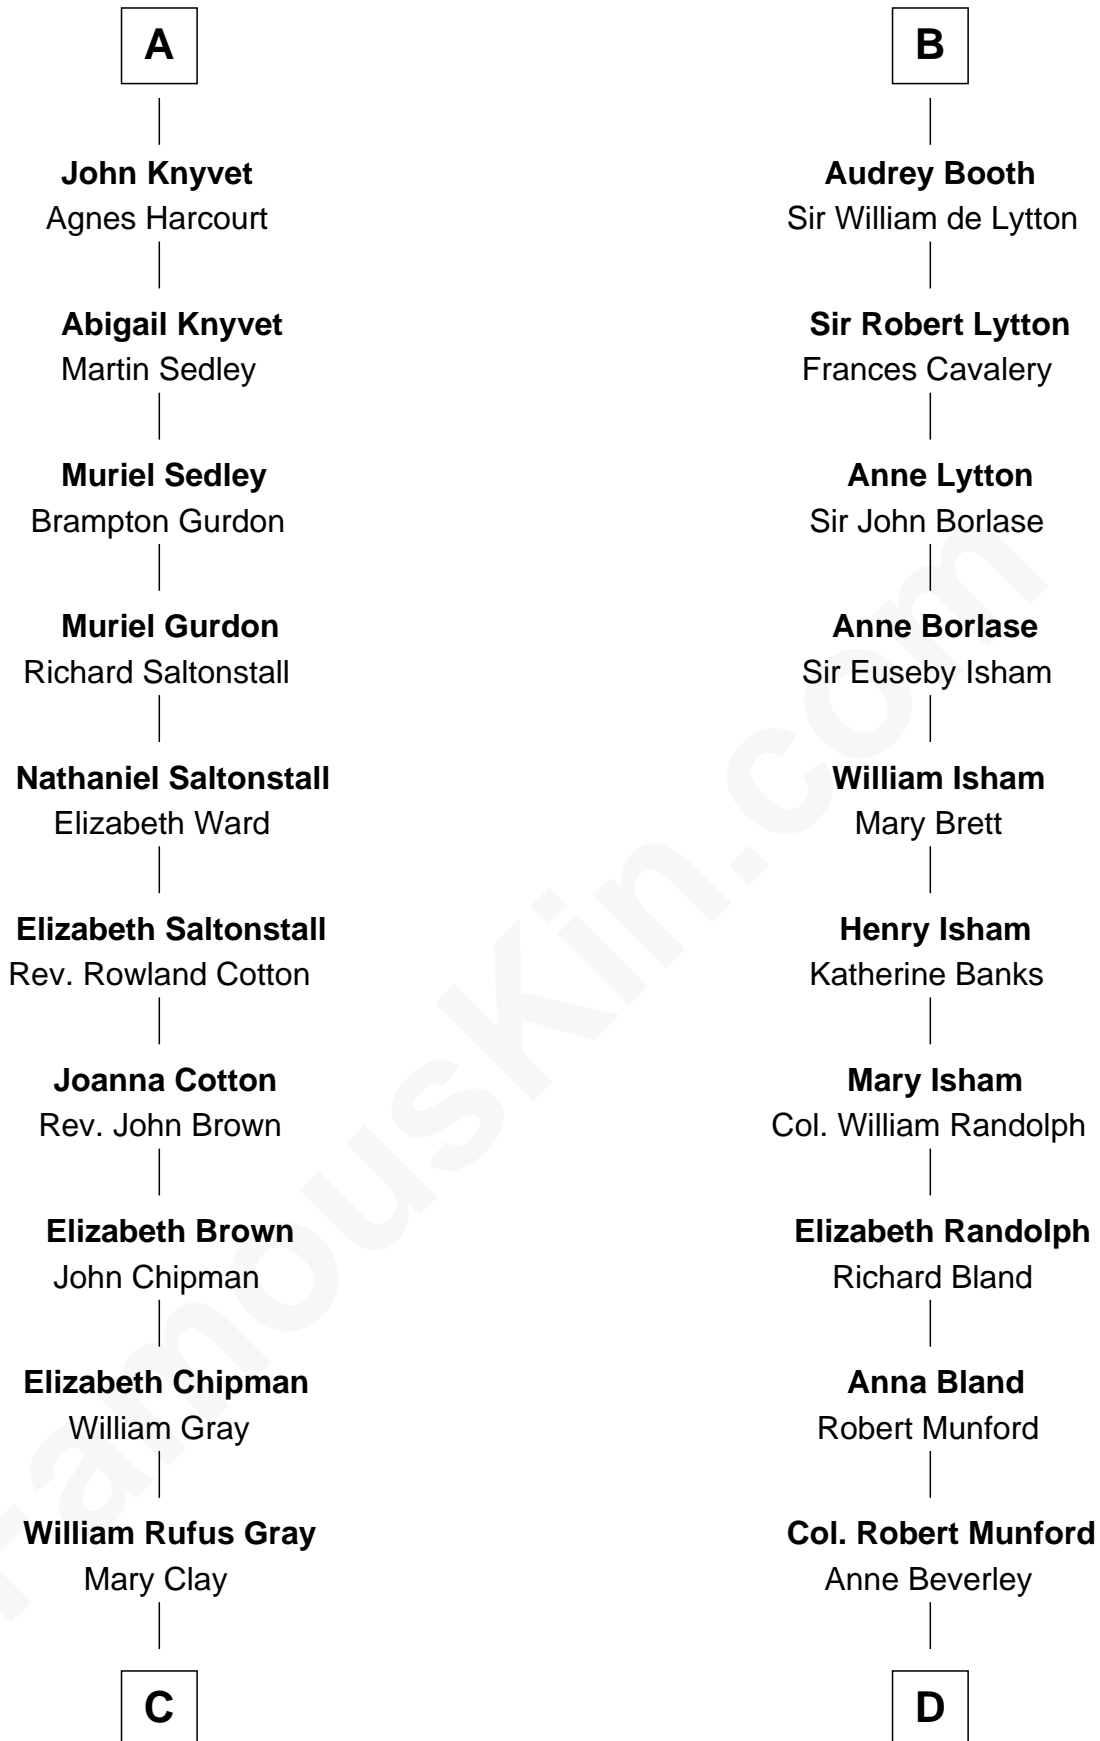 A
John Knyvet
Agnes Harcourt
Abigail Knyvet
Martin Sedley
Muriel Sedley
Brampton Gurdon
Muriel Gurdon
Richard Saltonstall
Nathaniel Saltonstall
Elizabeth Ward
Elizabeth Saltonstall
Rev. Rowland Cotton
Joanna Cotton
Rev. John Brown
Elizabeth Brown
John Chipman
Elizabeth Chipman
William Gray
William Rufus Gray
Mary Clay
C
B
Audrey Booth
Sir William de Lytton
Sir Robert Lytton
Frances Cavalery
Anne Lytton
Sir John Borlase
Anne Borlase
Sir Euseby Isham
William Isham
Mary Brett
Henry Isham
Katherine Banks
Mary Isham
Col. William Randolph
Elizabeth Randolph
Richard Bland
Anna Bland
Robert Munford
Col. Robert Munford
Anne Beverley
D
FamousKin.com